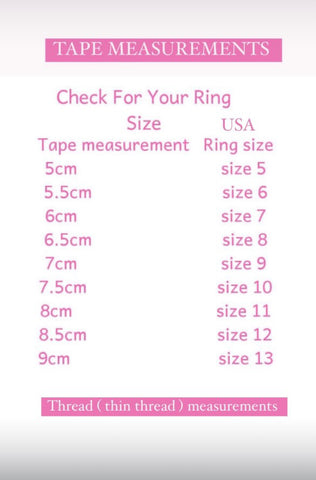 TAPE MEASUREMENTS
Check For Your Ring
Size USA
Tape measurement Ring size
5cm size 5
5.5cm size 6
6cm size 7
6.5cm size 8
7cm size 9
7.5cm size 10
8cm size 11
8.5cm size 12
9cm size 13
Thread ( thin thread ) measurements